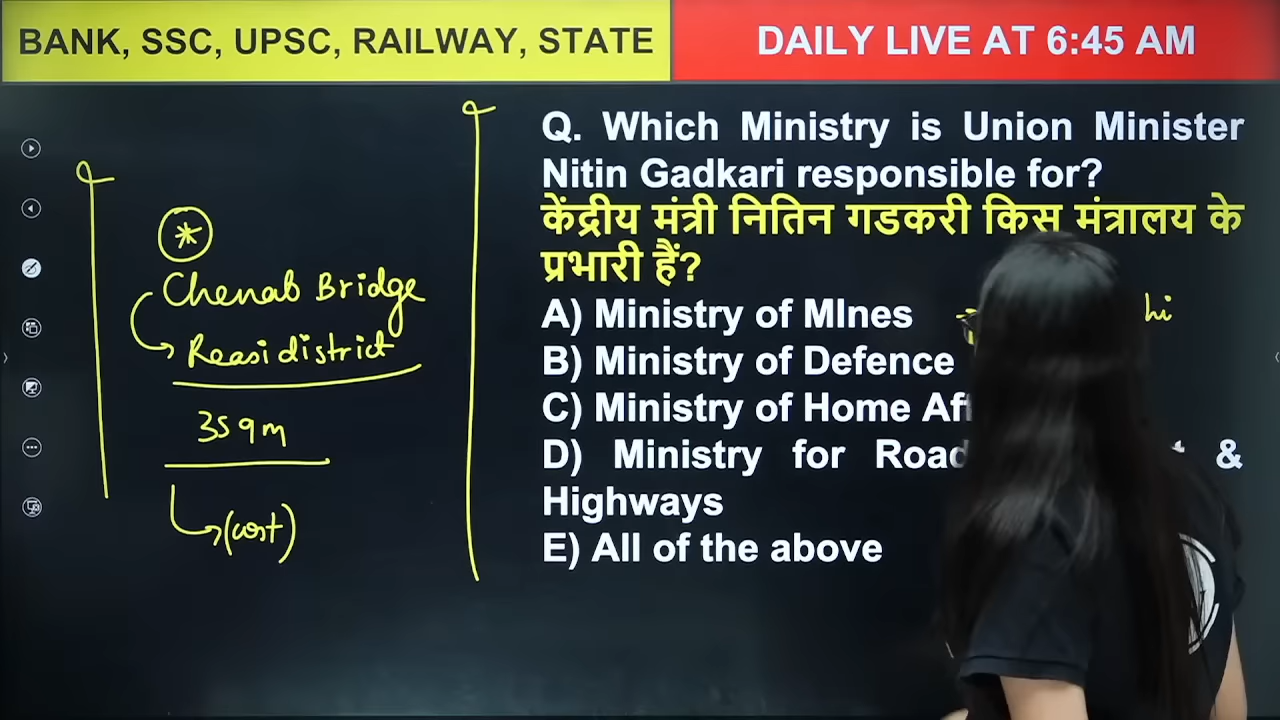 BANK, SSC, UPSC, RAILWAY, STATE
DAILY LIVE AT 6:45 AM
Chenab Bridge
Reasi district
359m
(cost)
Q. Which Ministry is Union Minister
Nitin Gadkari responsible for?
केंद्रीय मंत्री नितिन गडकरी किस मंत्रालय के
प्रभारी हैं?
A) Ministry of MInes
B) Ministry of Defence
C) Ministry of Home
D) Ministry for &
Highways
E) All of the above